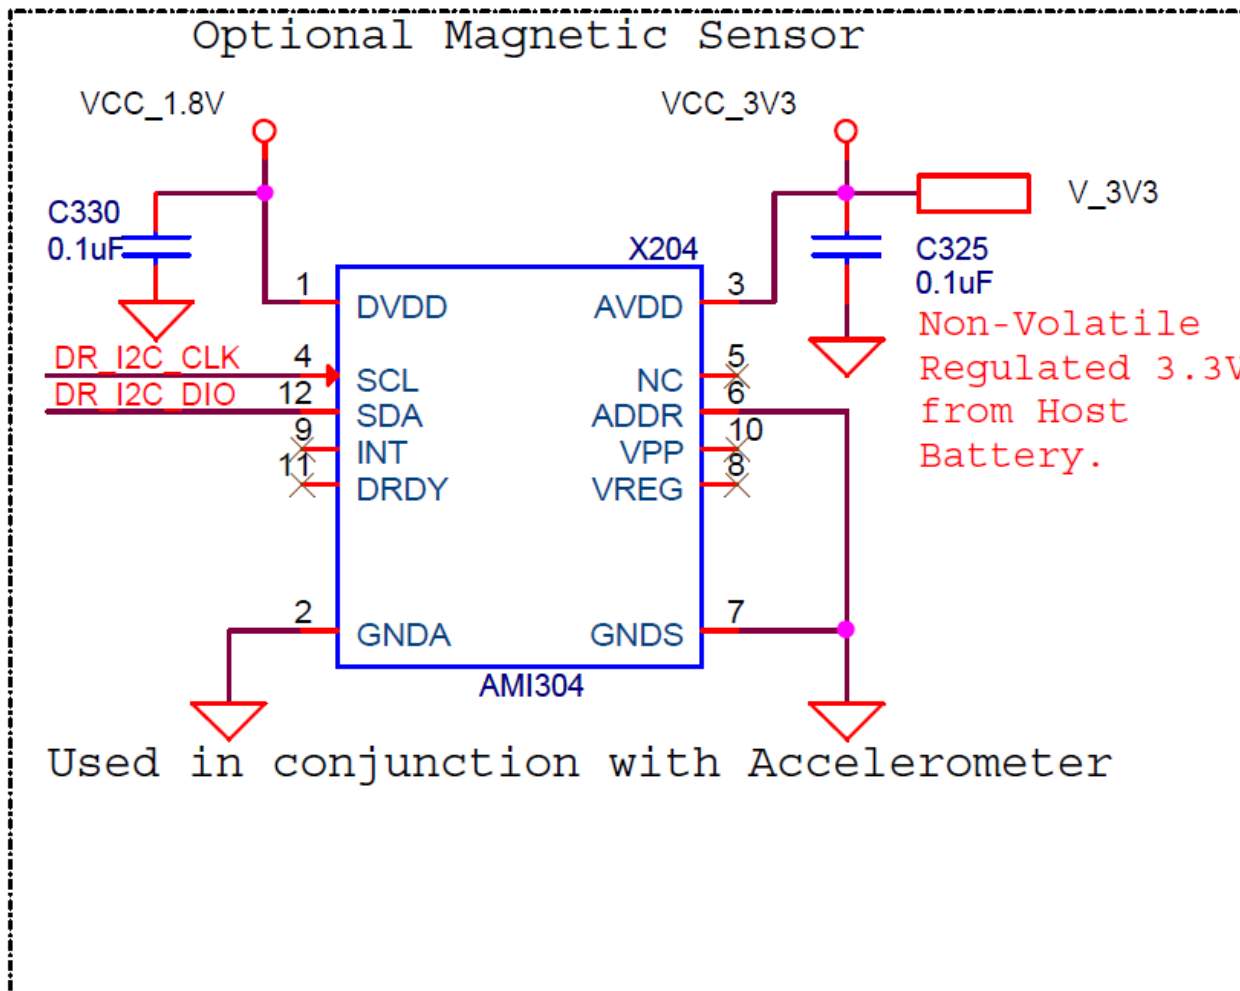 Optional Magnetic Sensor
VCC_1.8V
VCC_3V3
C330
0.1uF
V_3V3
X204
C325
0.1uF
1
DVDD
AVDD
3
Non-Volatile
Regulated 3.3V
from Host
Battery.
DR_I2C_CLK
4
SCL
NC
5
DR_I2C_DIO
12
SDA
ADDR
6
9
INT
VPP
10
11
DRDY
VREG
8
2
GNDA
GNDS
7
AMI304
Used in conjunction with Accelerometer